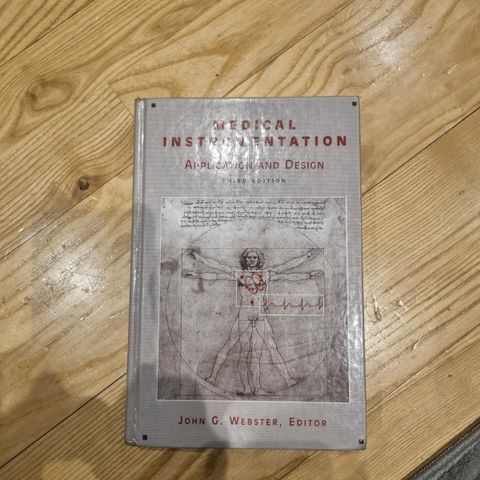 MEDICAL
INSTRUMENTATION
APPLICATION AND DESIGN
THIRD EDITION
JOHN G. WEBSTER, EDITOR